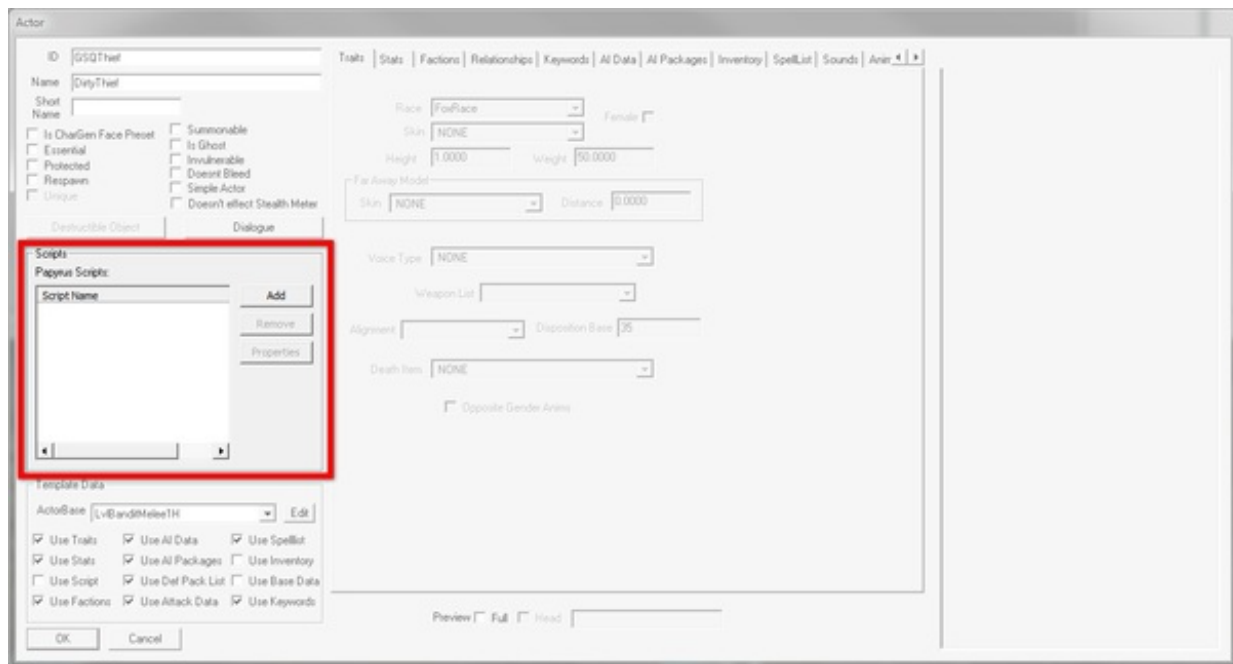 Actor
ID GSQThief
Name DirtyThief
Short Name
Is CharGen Face Preset
Essential
Protected
Respawn
Unique
Summonable
Is Ghost
Invulnerable
Doesnt Bleed
Simple Actor
Doesn't effect Stealth Meter
Destructible Object Dialogue
Scripts
Papyrus Scripts:
Script Name
Add
Remove
Properties
Template Data
ActorBase LvlBanditMelee1H Edit
Use Traits Use AI Data Use Spelllist
Use Stats Use AI Packages Use Inventory
Use Script Use Def Pack List Use Base Data
Use Factions Use Attack Data Use Keywords
OK Cancel
Traits Stats Factions Relationships Keywords AI Data AI Packages Inventory SpellList Sounds Anim
Race FoxRace Female
Skin NONE
Height 1.0000 Weight 50.0000
Far Away Model
Skin NONE Distance 0.0000
Voice Type NONE
Weapon List
Alignment Disposition Base 35
Death Item NONE
Opposite Gender Anims
Preview Full Head